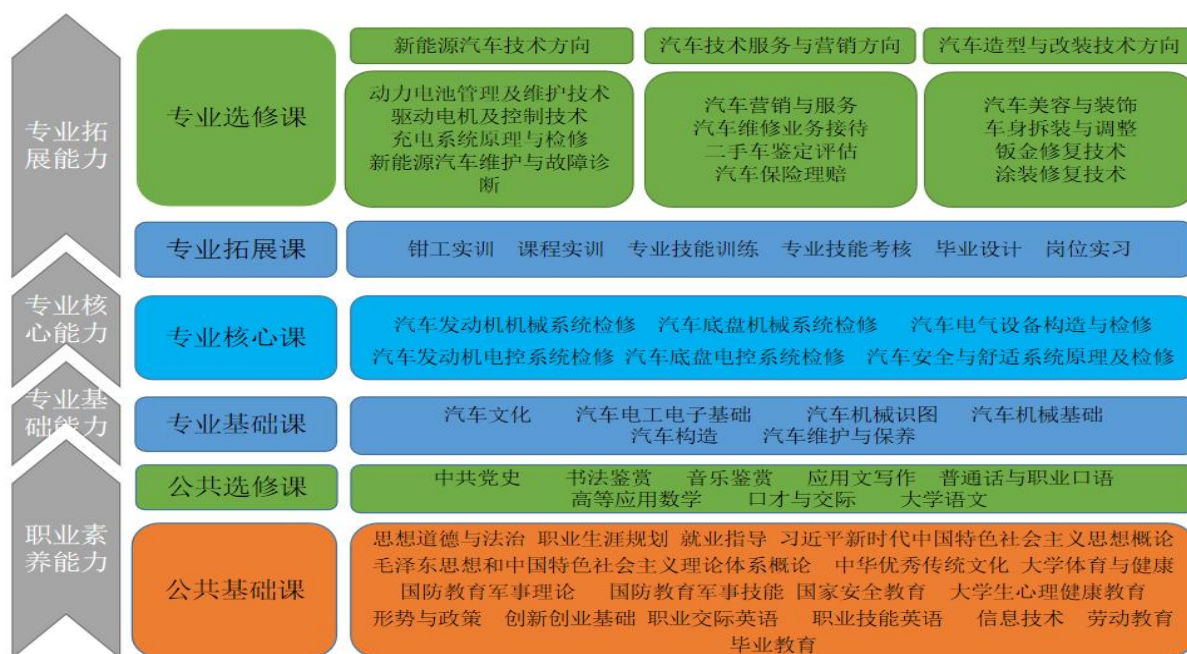 专业拓
展能力
专业选修课
新能源汽车技术方向
汽车技术服务与营销方向
汽车造型与改装技术方向
动力电池管理及维护技术
驱动电机及控制技术
充电系统原理与检修
新能源汽车维护与故障诊
断
汽车营销与服务
汽车维修业务接待
二手车鉴定评估
汽车保险理赔
汽车美容与装饰
车身拆装与调整
钣金修复技术
涂装修复技术
专业拓展课
钳工实训 课程实训 专业技能训练 专业技能考核 毕业设计 岗位实习
专业核
心能力
专业核心课
汽车发动机机械系统检修 汽车底盘机械系统检修 汽车电气设备构造与检修
汽车发动机电控系统检修 汽车底盘电控系统检修 汽车安全与舒适系统原理及检修
专业基
础能力
专业基础课
汽车文化 汽车电工电子基础 汽车机械识图 汽车机械基础
汽车构造 汽车维护与保养
职业素
养能力
公共选修课
中共党史 书法鉴赏 音乐鉴赏 应用文写作 普通话与职业口语
高等应用数学 口才与交际 大学语文
公共基础课
思想道德与法治 职业生涯规划 就业指导 习近平新时代中国特色社会主义思想概论
毛泽东思想和中国特色社会主义理论体系概论 中华优秀传统文化 大学体育与健康
国防教育军事理论 国防教育军事技能 国家安全教育 大学生心理健康教育
形势与政策 创新创业基础 职业交际英语 职业技能英语 信息技术 劳动教育
毕业教育